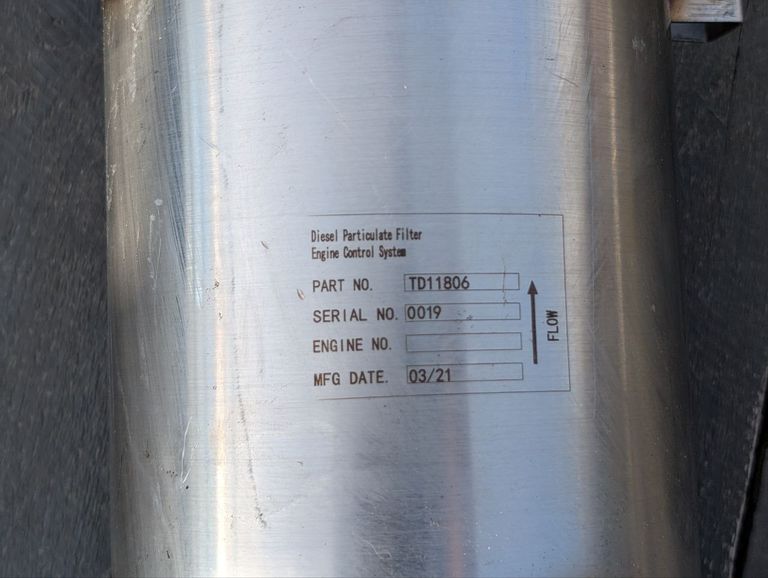 Diesel Particulate Filter
Engine Control System
PART NO. TD11806
SERIAL NO. 0019
ENGINE NO.
MFG DATE. 03/21
FLOW